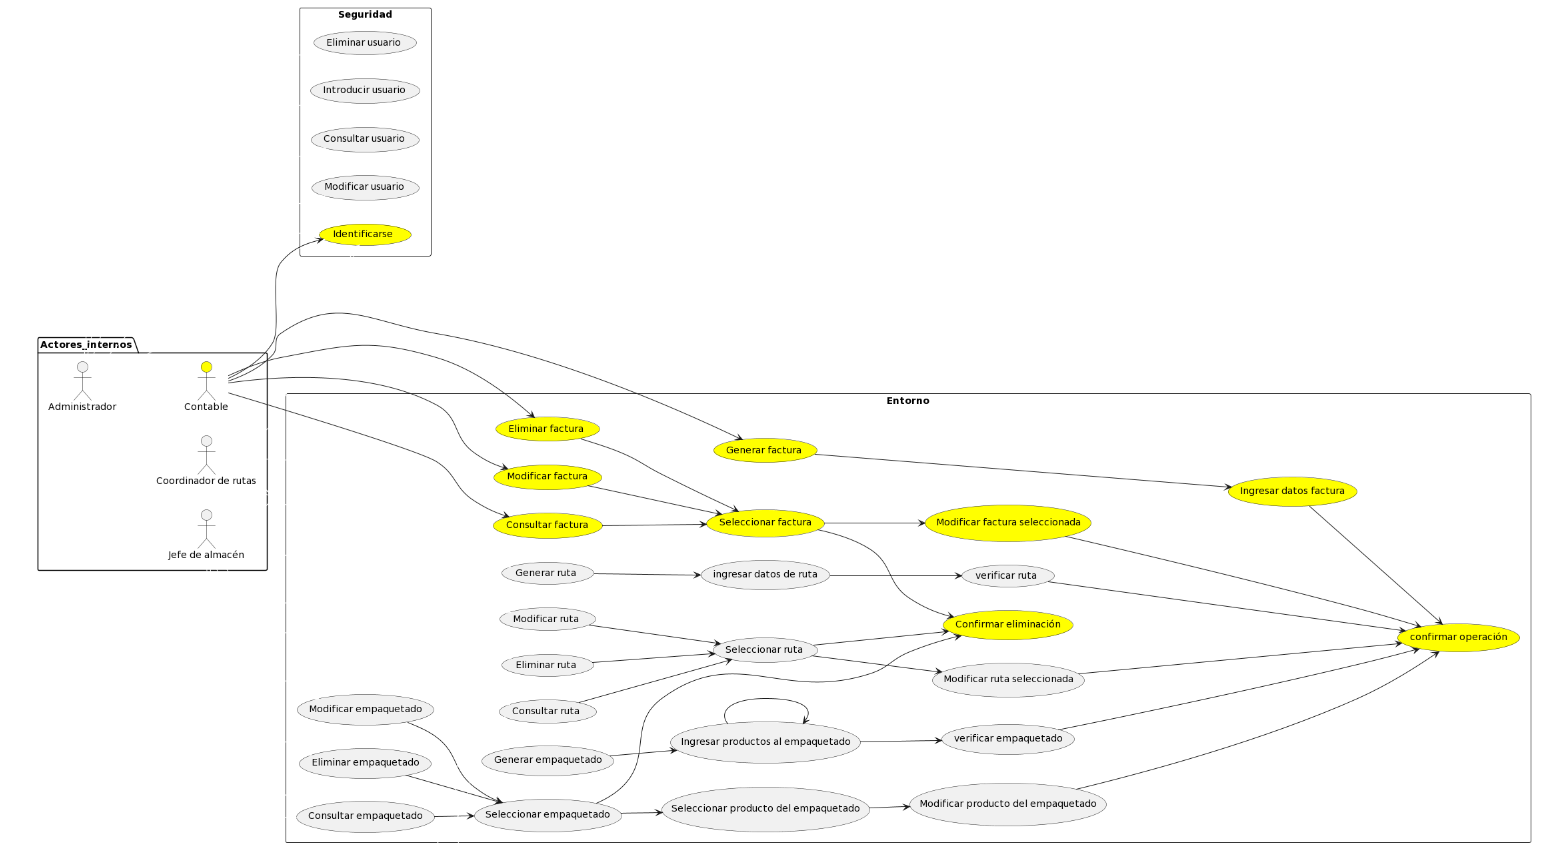 Seguridad
Eliminar usuario
Introducir usuario
Consultar usuario
Modificar usuario
Identificarse
Actores_internos
Administrador
Contable
Coordinador de rutas
Jefe de almacén
Entorno
Eliminar factura
Generar factura
Modificar factura
Ingresar datos factura
Consultar factura
Seleccionar factura
Modificar factura seleccionada
Generar ruta
ingresar datos de ruta
verificar ruta
Modificar ruta
Confirmar eliminación
confirmar operación
Eliminar ruta
Seleccionar ruta
Modificar ruta seleccionada
Consultar ruta
Modificar empaquetado
Ingresar productos al empaquetado
verificar empaquetado
Generar empaquetado
Eliminar empaquetado
Consultar empaquetado
Seleccionar empaquetado
Seleccionar producto del empaquetado
Modificar producto del empaquetado